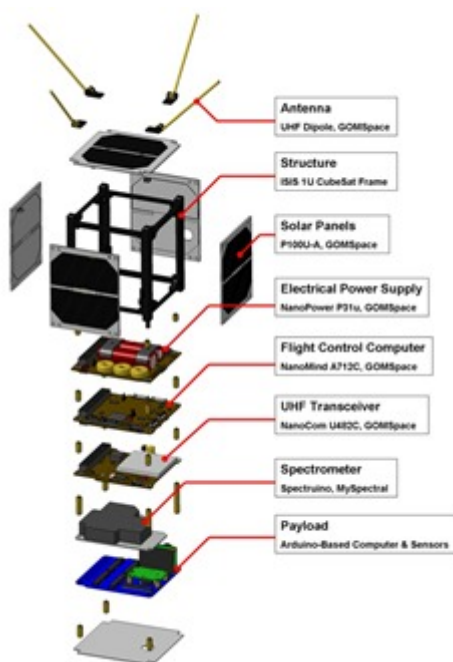 Antenna
UHF Dipole, GOMSpace
Structure
ISIS 1U CubeSat Frame
Solar Panels
P100U-A, GOMSpace
Electrical Power Supply
NanoPower P31u, GOMSpace
Flight Control Computer
NanoMind A712C, GOMSpace
UHF Transceiver
NanoCom U482C, GOMSpace
Spectrometer
Spectruino, MySpectral
Payload
Arduino-Based Computer & Sensors